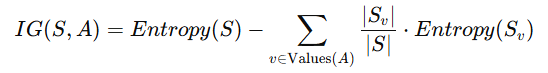 IG(S, A) = Entropy(S) − ∑_{v∈Values(A)} |S_v| / |S| · Entropy(S_v)